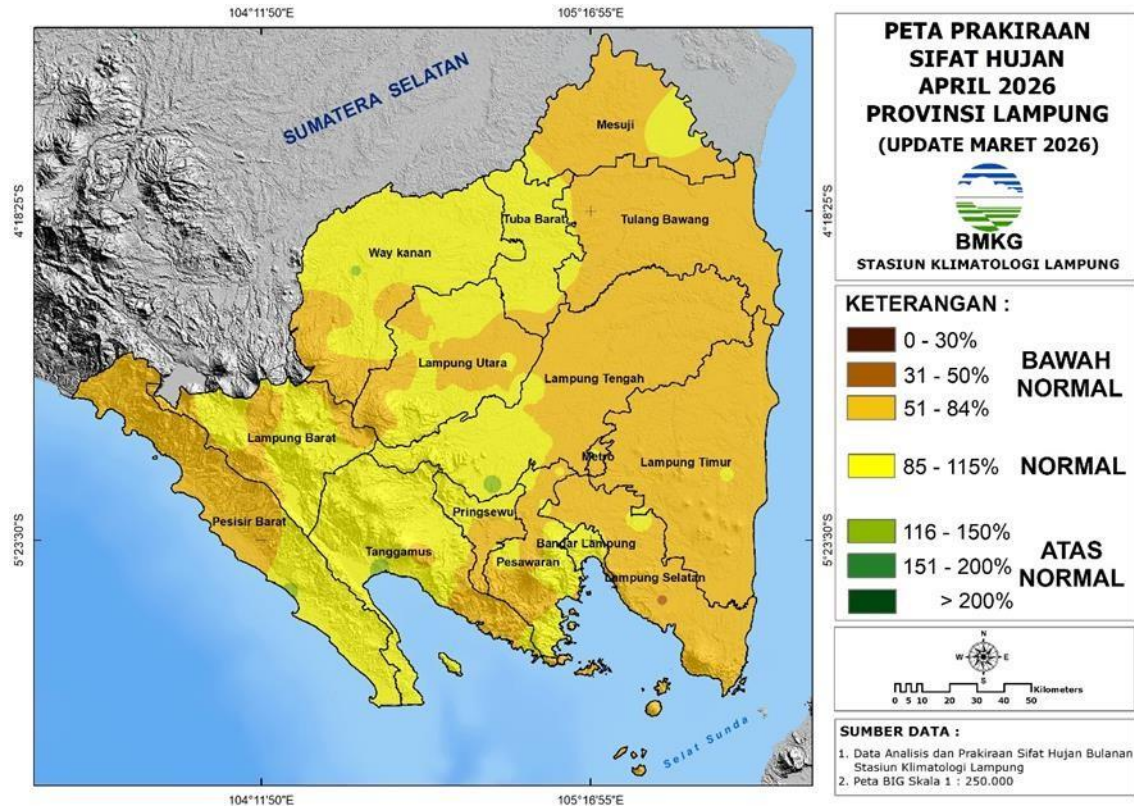 104°11'50"E
105°16'55"E
PETA PRAKIRAAN
SIFAT HUJAN
APRIL 2026
PROVINSI LAMPUNG
(UPDATE MARET 2026)
BMKG
STASIUN KLIMATOLOGI LAMPUNG
SUMATERA SELATAN
Mesuji
4°18'25"S
Tuba Barat
Tulang Bawang
4°18'25"S
Way kanan
KETERANGAN :
0 - 30%
31 - 50%
51 - 84%
BAWAH
NORMAL
85 - 115%
NORMAL
116 - 150%
151 - 200%
> 200%
ATAS
NORMAL
Lampung Utara
Lampung Tengah
Lampung Barat
Metro
Lampung Timur
Pesisir Barat
Pringsewu
5°23'30"S
Tanggamus
Bandar Lampung
5°23'30"S
Pesawaran
Lampung Selatan
Selat Sunda
N
W
E
S
Kilometers
0 5 10 20 30 40 50
SUMBER DATA :
1. Data Analisis dan Prakiraan Sifat Hujan Bulanan
Stasiun Klimatologi Lampung
2. Peta BIG Skala 1 : 250.000
104°11'50"E
105°16'55"E